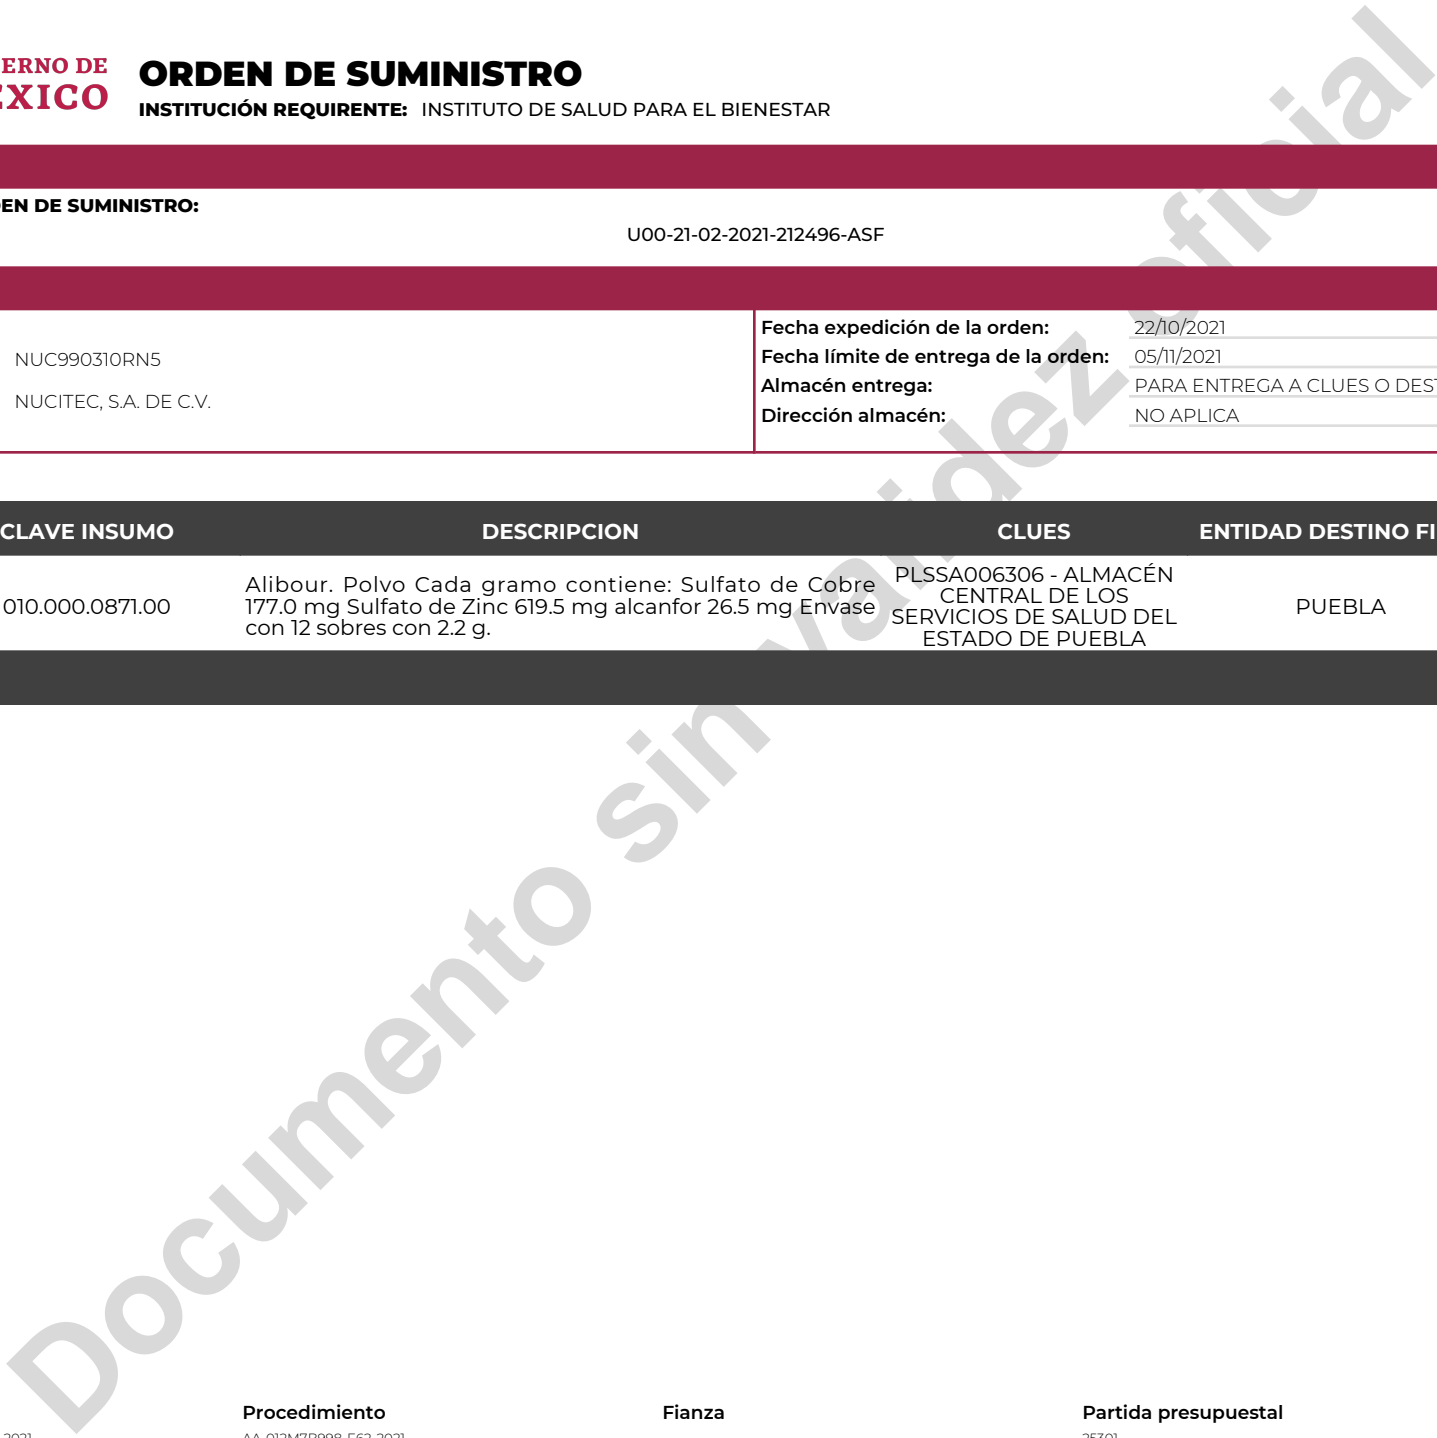 ERNO DE
EXICO
ORDEN DE SUMINISTRO
INSTITUCIÓN REQUIRENTE: INSTITUTO DE SALUD PARA EL BIENESTAR
EN DE SUMINISTRO:
U00-21-02-2021-212496-ASF
NUC990310RN5
NUCITEC, S.A. DE C.V.
Fecha expedición de la orden: 22/10/2021
Fecha límite de entrega de la orden: 05/11/2021
Almacén entrega: PARA ENTREGA A CLUES O DEST
Dirección almacén: NO APLICA
CLAVE INSUMO DESCRIPCION CLUES ENTIDAD DESTINO FI
010.000.0871.00
Alibour. Polvo Cada gramo contiene: Sulfato de Cobre
177.0 mg Sulfato de Zinc 619.5 mg alcanfor 26.5 mg Envase
con 12 sobres con 2.2 g.
PLSSA006306 - ALMACÉN
CENTRAL DE LOS
SERVICIOS DE SALUD DEL
ESTADO DE PUEBLA
PUEBLA
Documento sin validez oficial
Procedimiento Fianza Partida presupuestal